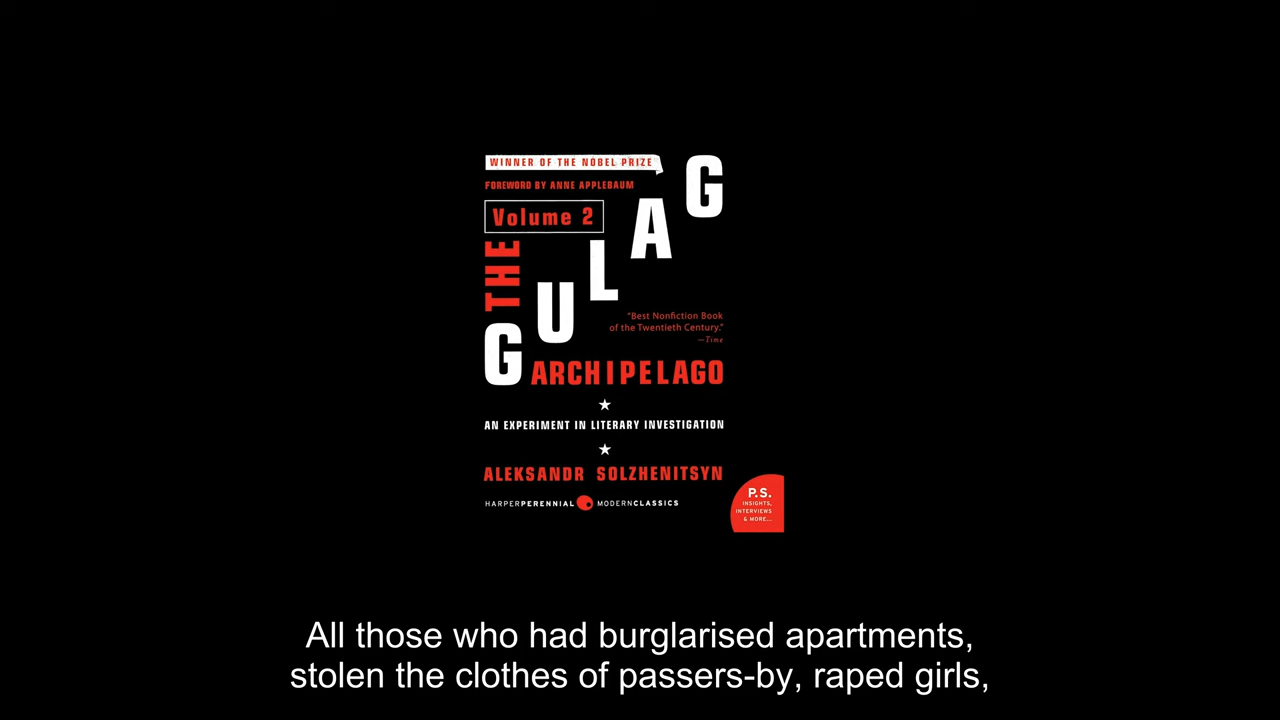 WINNER OF THE NOBEL PRIZE
FOREWORD BY ANNE APPLEBAUM
Volume 2
THE
GULAG
"Best Nonfiction Book
of the Twentieth Century."
—Time
ARCHIPELAGO
AN EXPERIMENT IN LITERARY INVESTIGATION
ALEKSANDR SOLZHENITSYN
HARPERPERENNIAL MODERNCLASSICS
P.S.
INSIGHTS,
INTERVIEWS
& MORE...
All those who had burglarised apartments,
stolen the clothes of passers-by, raped girls,